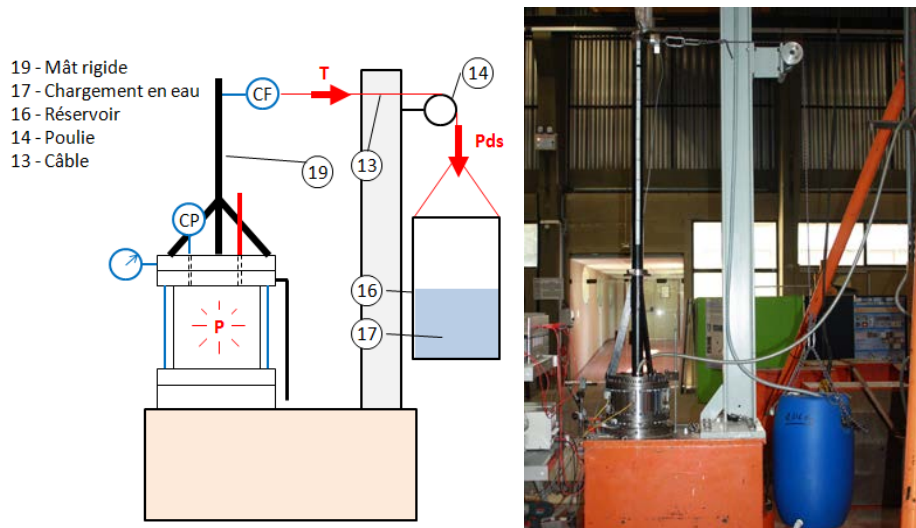 19 - Mât rigide
17 - Chargement en eau
16 - Réservoir
14 - Poulie
13 - Câble
CF
T
14
Pds
13
19
CP
P
16
17